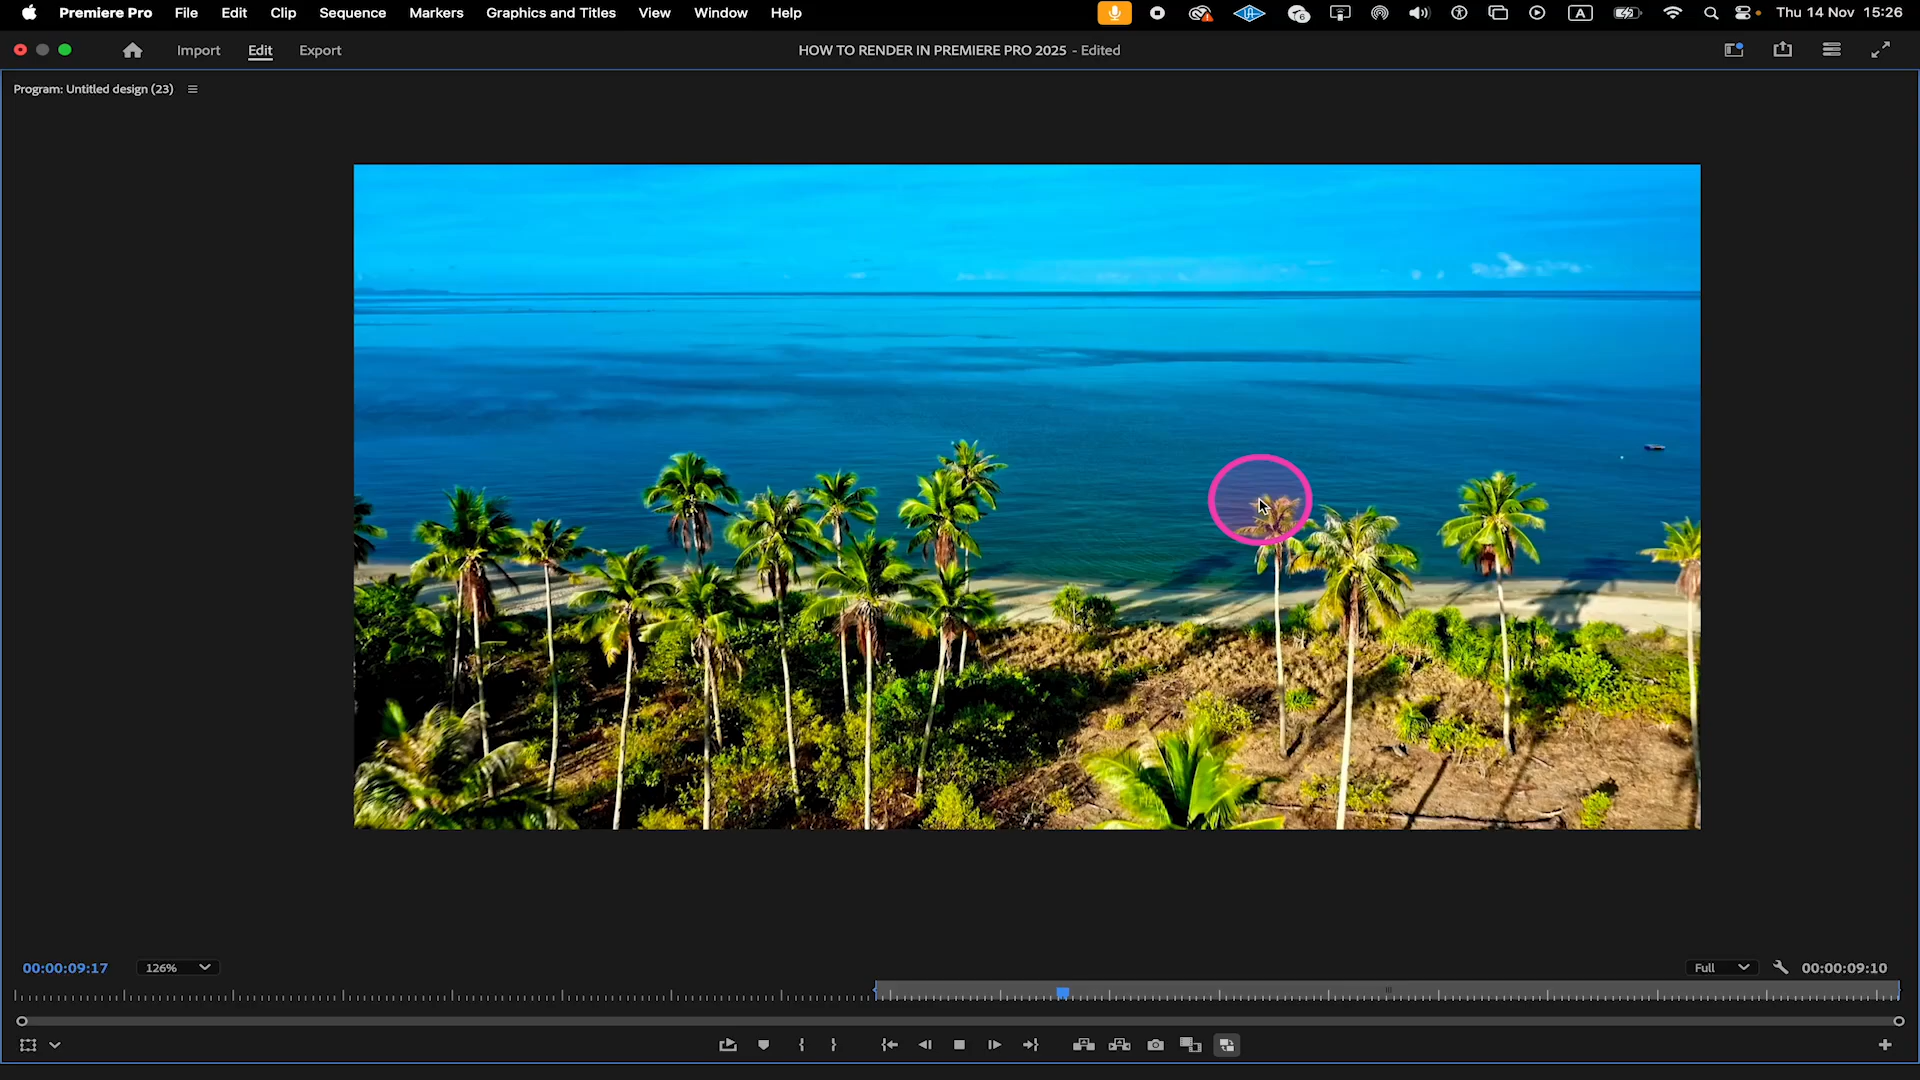 Premiere Pro File Edit Clip Sequence Markers Graphics and Titles View Window Help 6 A Thu 14 Nov 15:26
Import Edit Export HOW TO RENDER IN PREMIERE PRO 2025 - Edited
Program: Untitled design (23)
00:00:09:17 126% Full 00:00:09:10